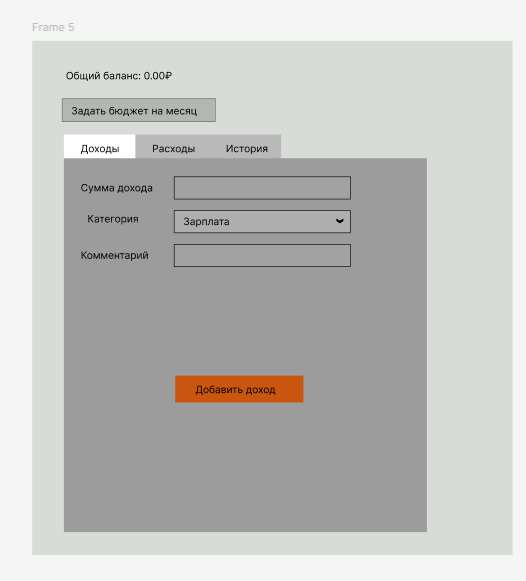 Frame 5
Общий баланс: 0.00₽
Задать бюджет на месяц
Доходы Расходы История
Сумма дохода
Категория Зарплата
Комментарий
Добавить доход